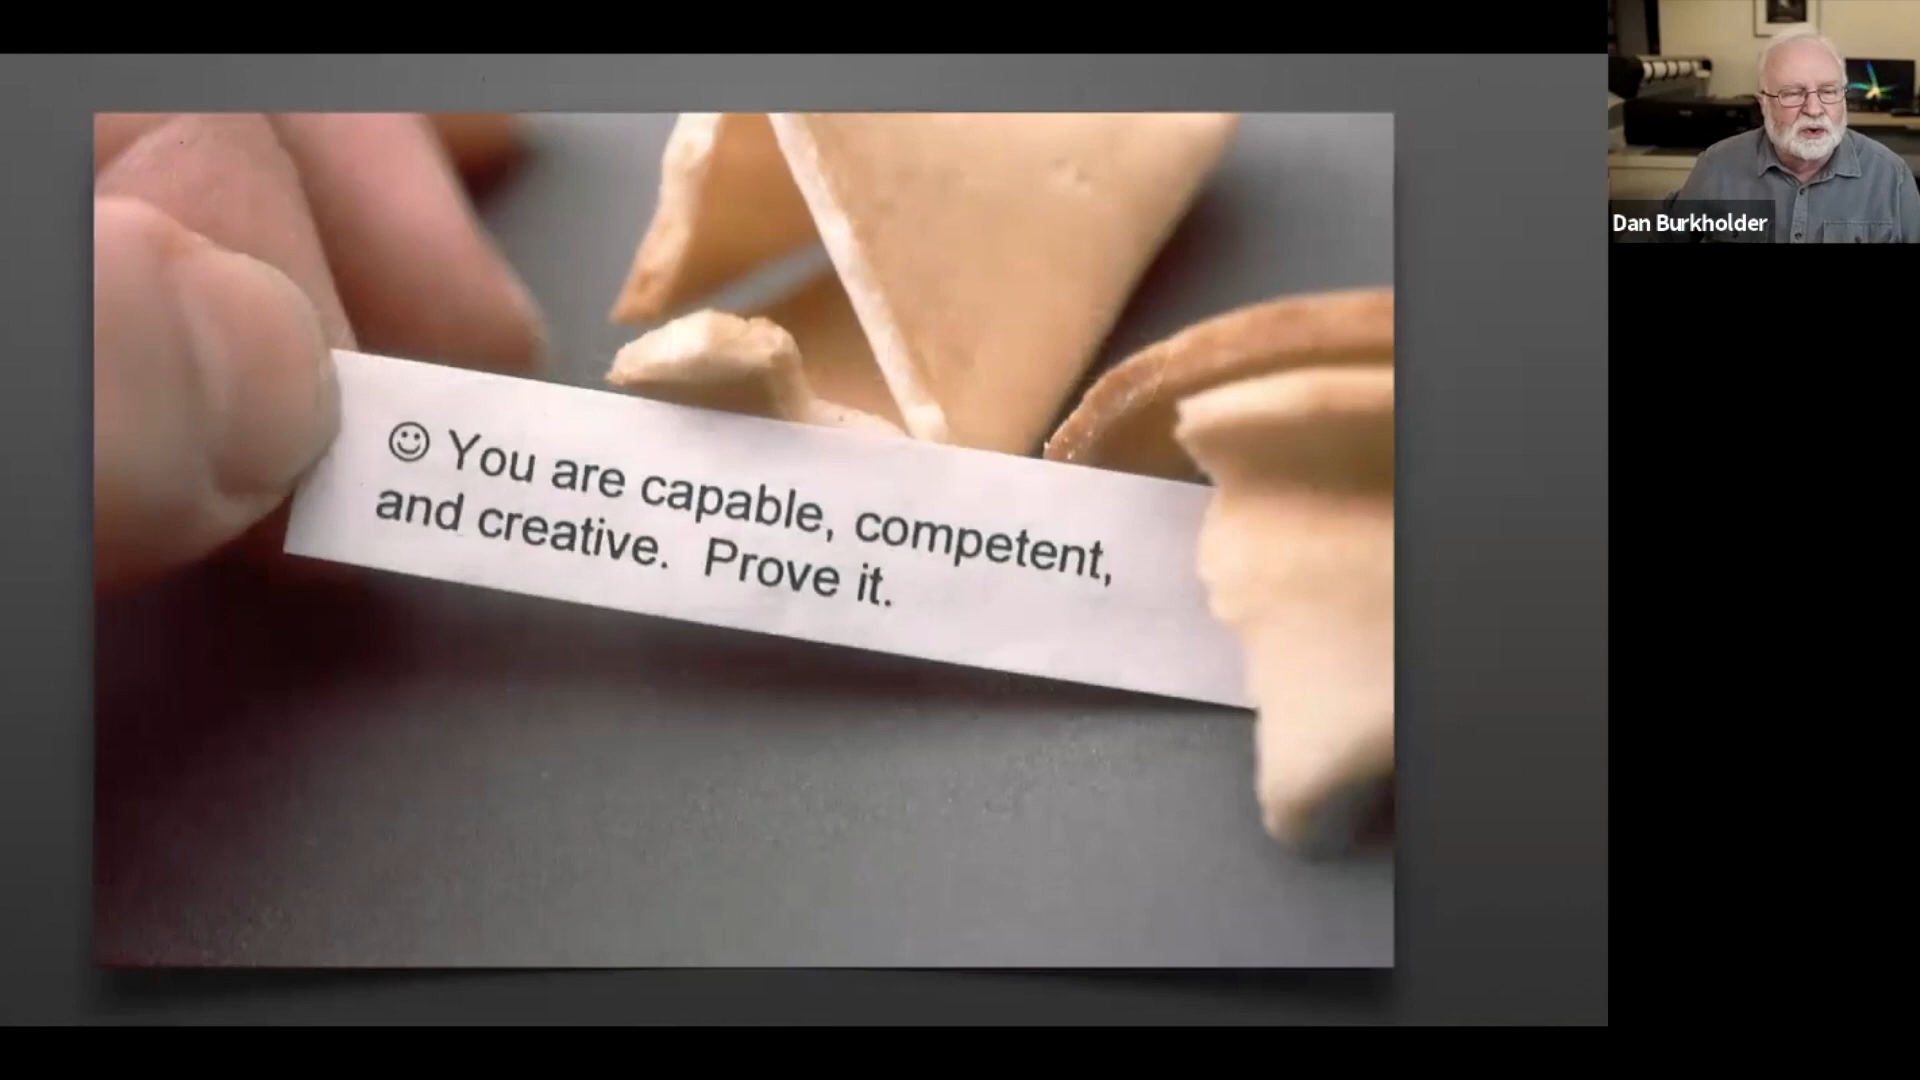 ☺ You are capable, competent,
and creative. Prove it.
Dan Burkholder